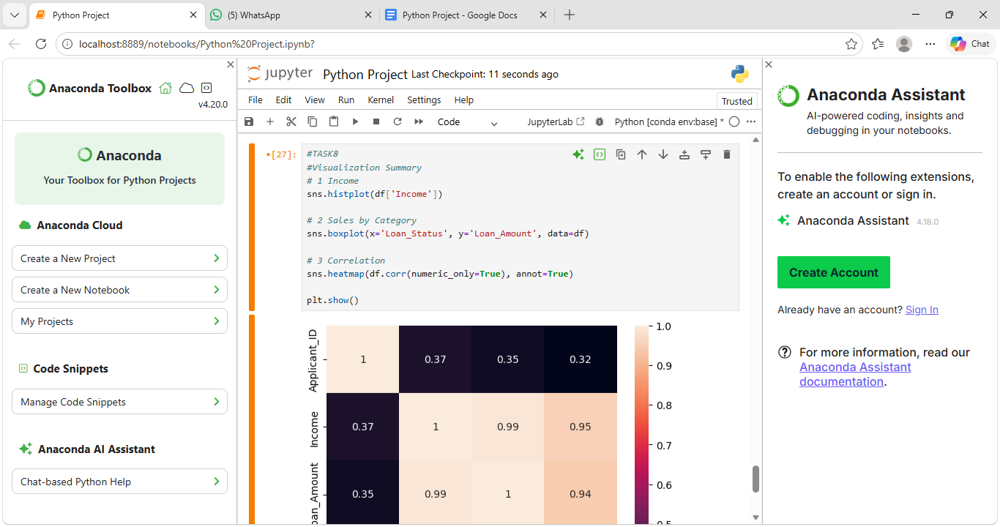 Python Project
(5) WhatsApp
Python Project - Google Docs
localhost:8889/notebooks/Python%20Project.ipynb?
Chat
Anaconda Toolbox
v4.20.0
Anaconda
Your Toolbox for Python Projects
Anaconda Cloud
Create a New Project
Create a New Notebook
My Projects
Code Snippets
Manage Code Snippets
Anaconda AI Assistant
Chat-based Python Help
jupyter Python Project Last Checkpoint: 11 seconds ago
File Edit View Run Kernel Settings Help
Trusted
Code
JupyterLab
Python [conda env:base] *
[27]:
#TASK8
#Visualization Summary
# 1 Income
sns.histplot(df['Income'])
# 2 Sales by Category
sns.boxplot(x='Loan_Status', y='Loan_Amount', data=df)
# 3 Correlation
sns.heatmap(df.corr(numeric_only=True), annot=True)
plt.show()
Applicant_ID
1 0.37 0.35 0.32
Income
0.37 1 0.99 0.95
oan_Amount
0.35 0.99 1 0.94
1.0
0.9
0.8
0.7
0.6
0.5
Anaconda Assistant
AI-powered coding, insights and
debugging in your notebooks.
To enable the following extensions,
create an account or sign in.
Anaconda Assistant 4.18.0
Create Account
Already have an account? Sign In
For more information, read our
Anaconda Assistant
documentation.